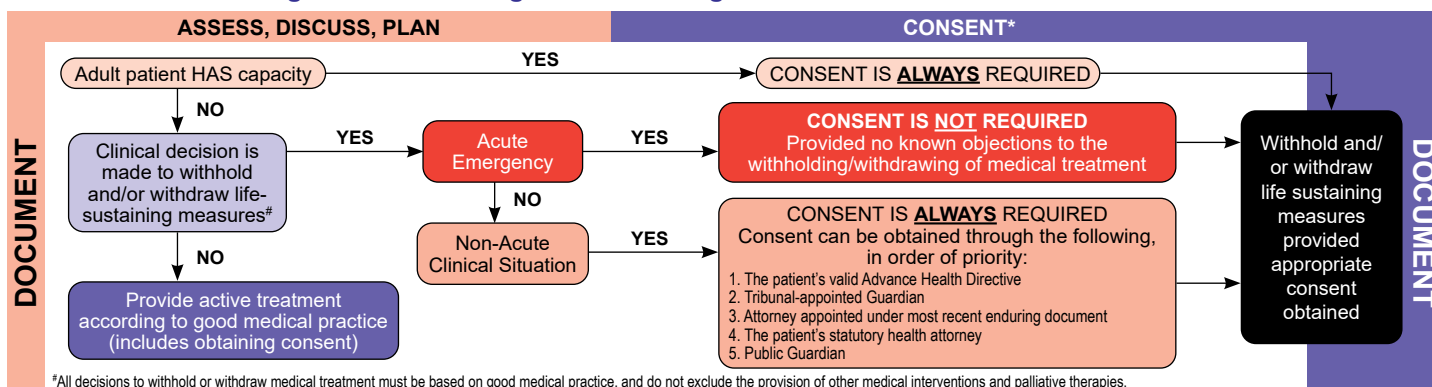 ASSESS, DISCUSS, PLAN
CONSENT*
DOCUMENT
Adult patient HAS capacity
YES
CONSENT IS ALWAYS REQUIRED
NO
Clinical decision is
made to withhold
and/or withdraw life-
sustaining measures#
YES
Acute
Emergency
YES
CONSENT IS NOT REQUIRED
Provided no known objections to the
withholding/withdrawing of medical treatment
NO
Non-Acute
Clinical Situation
YES
CONSENT IS ALWAYS REQUIRED
Consent can be obtained through the following,
in order of priority:
1. The patient's valid Advance Health Directive
2. Tribunal-appointed Guardian
3. Attorney appointed under most recent enduring document
4. The patient's statutory health attorney
5. Public Guardian
NO
Provide active treatment
according to good medical practice
(includes obtaining consent)
Withhold and/
or withdraw
life sustaining
measures
provided
appropriate
consent
obtained
DOCUMENT
#All decisions to withhold or withdraw medical treatment must be based on good medical practice, and do not exclude the provision of other medical interventions and palliative therapies.